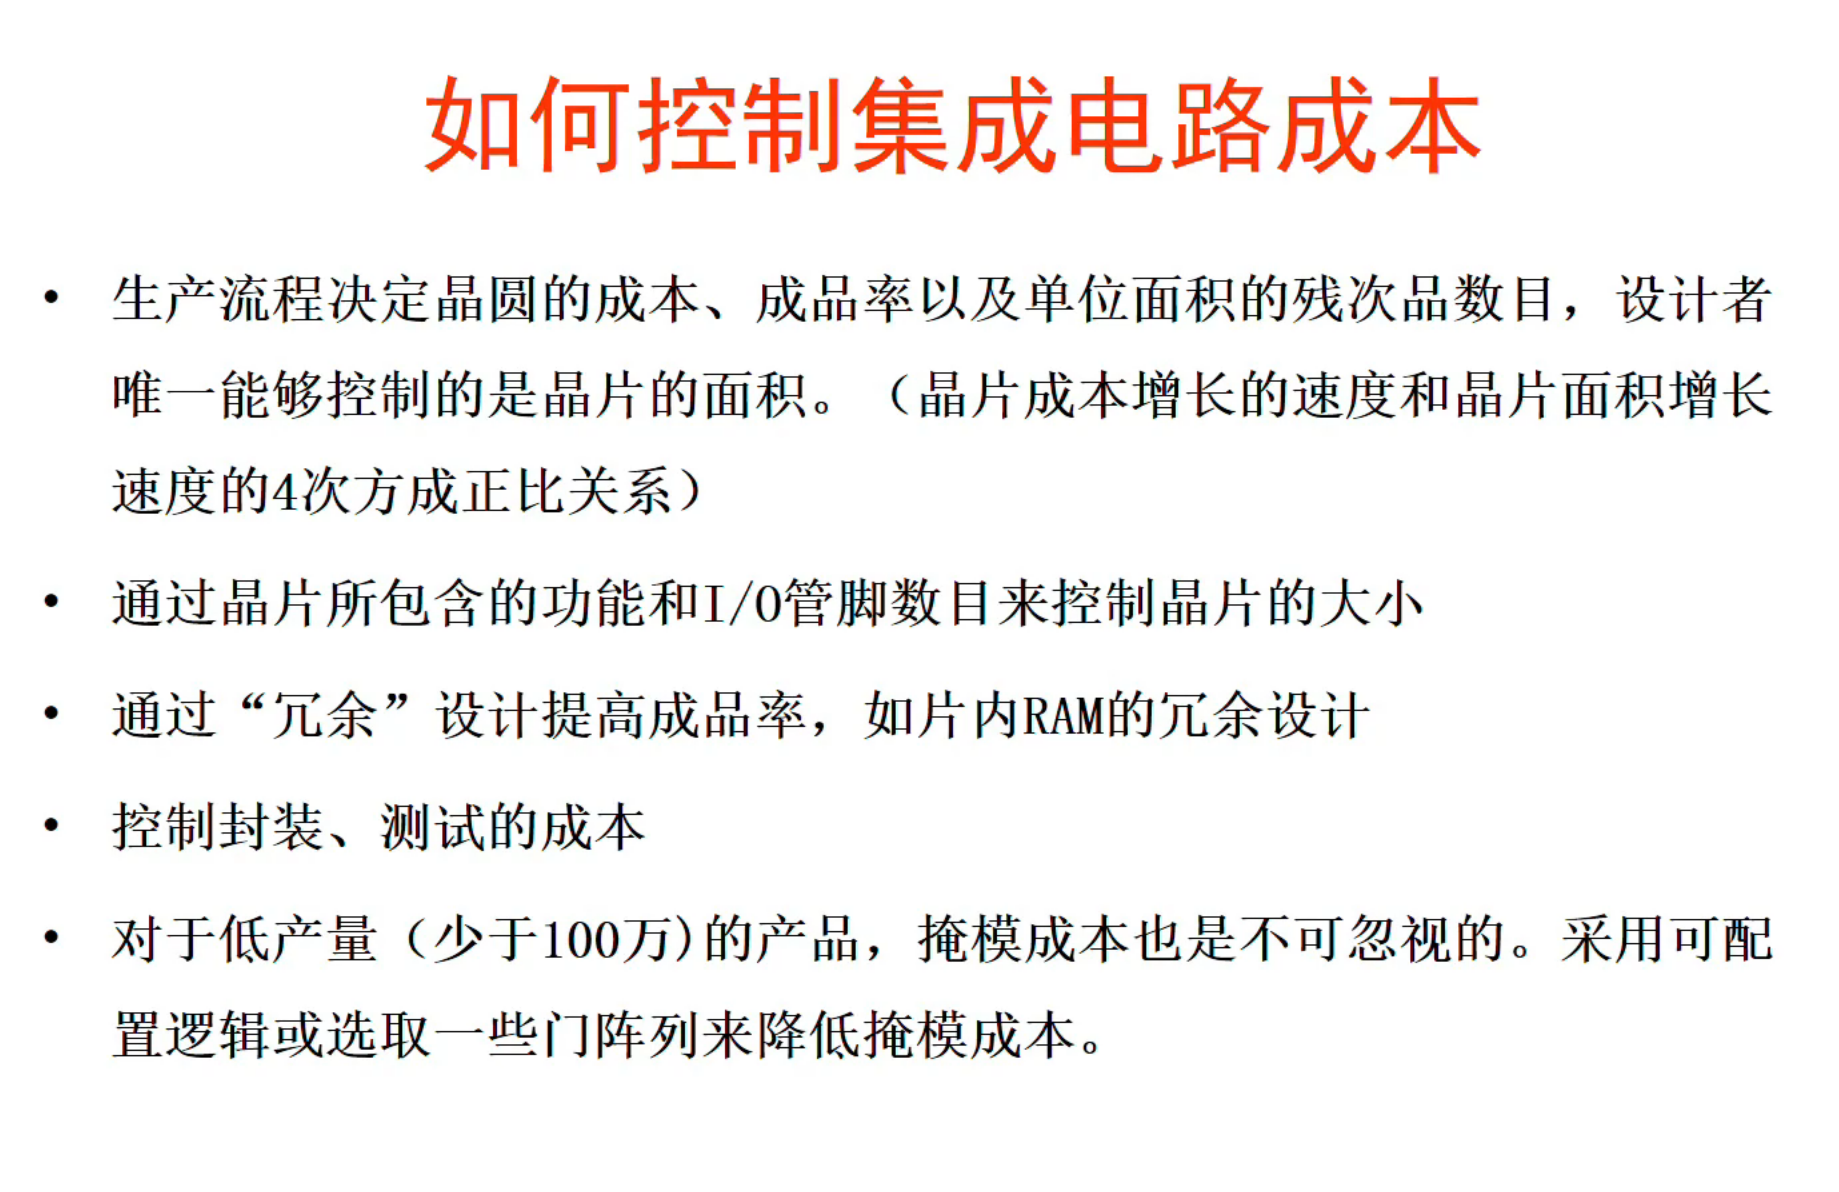 如何控制集成电路成本
• 生产流程决定晶圆的成本、成品率以及单位面积的残次品数目，设计者
唯一能够控制的是晶片的面积。（晶片成本增长的速度和晶片面积增长
速度的4次方成正比关系）
• 通过晶片所包含的功能和I/O管脚数目来控制晶片的大小
• 通过“冗余”设计提高成品率，如片内RAM的冗余设计
• 控制封装、测试的成本
• 对于低产量（少于100万)的产品，掩模成本也是不可忽视的。采用可配
置逻辑或选取一些门阵列来降低掩模成本。